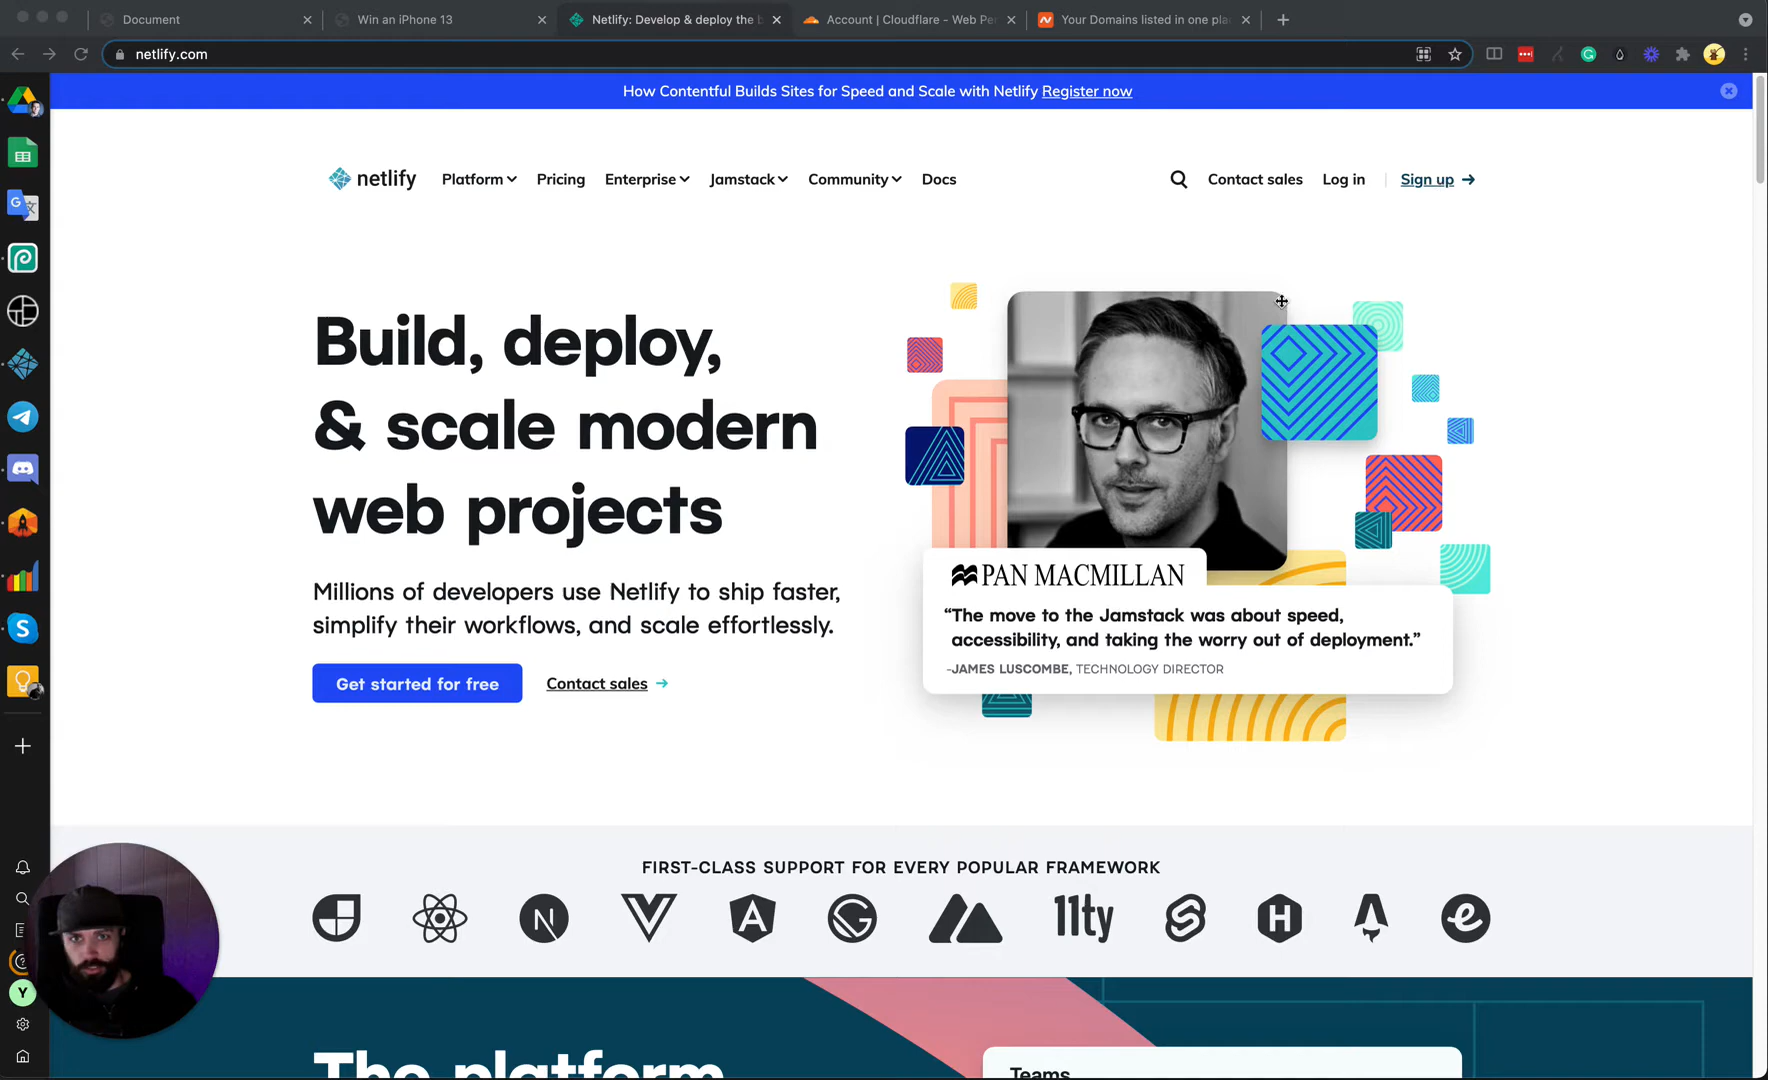 Document
Win an iPhone 13
Netlify: Develop & deploy the b
Account | Cloudflare - Web Per
Your Domains listed in one pla
netlify.com
How Contentful Builds Sites for Speed and Scale with Netlify Register now
netlify
Platform
Pricing
Enterprise
Jamstack
Community
Docs
Contact sales
Log in
Sign up
Build, deploy,
& scale modern
web projects
Millions of developers use Netlify to ship faster,
simplify their workflows, and scale effortlessly.
Get started for free
Contact sales
PAN MACMILLAN
“The move to the Jamstack was about speed,
accessibility, and taking the worry out of deployment.”
-JAMES LUSCOMBE, TECHNOLOGY DIRECTOR
FIRST-CLASS SUPPORT FOR EVERY POPULAR FRAMEWORK
N
11ty
H
Y
The platform
Teams